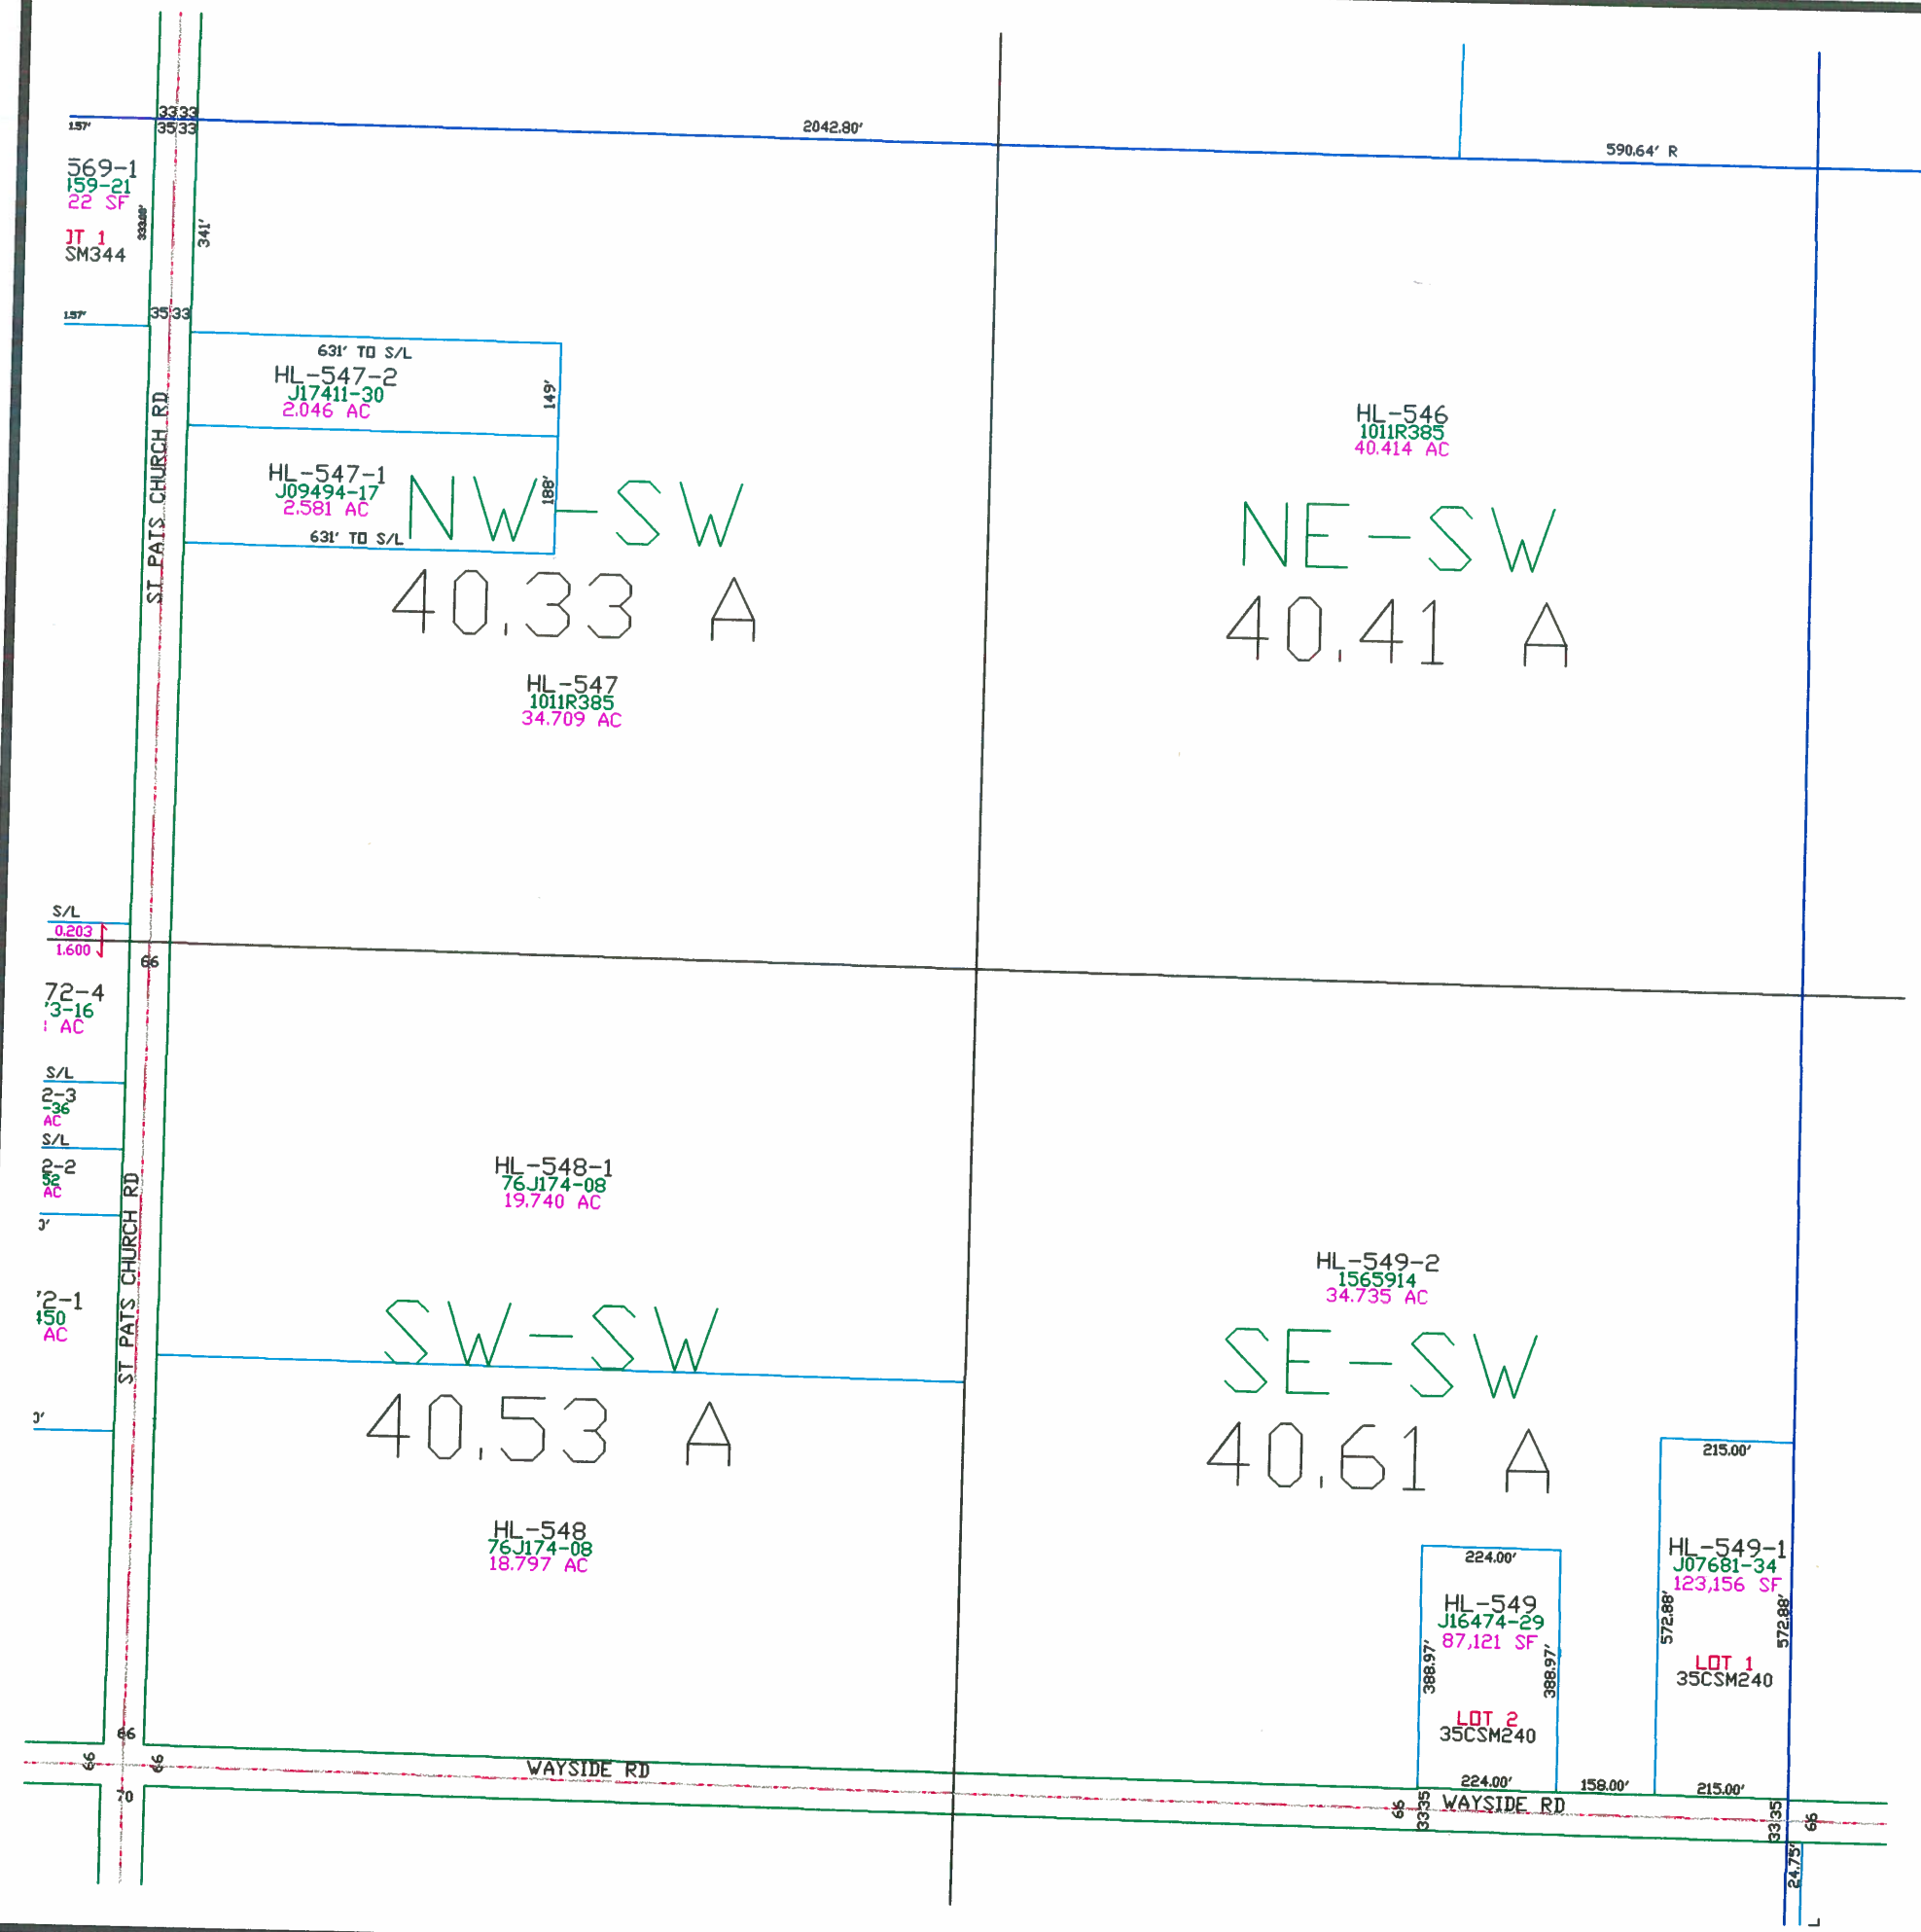 33 33
35 33
1.57'
2042.80'
590.64' R
569-1
159-21
22 SF
OT 1
SM344
333.00'
341'
1.57'
35 33
631' TO S/L
HL-547-2
J17411-30
2.046 AC
149'
HL-547-1
J09494-17
2.581 AC
188'
631' TO S/L
ST PATS CHURCH RD
NW-SW
40.33 A
HL-547
1011R385
34.709 AC
HL-546
1011R385
40.414 AC
NE-SW
40.41 A
S/L
0.203
1.600
66
72-4
3-16
AC
S/L
2-3
-36
AC
S/L
2-2
52
AC
ST PATS CHURCH RD
2-1
450
AC
HL-548-1
76J174-08
19.740 AC
SW-SW
40.53 A
HL-548
76J174-08
18.797 AC
HL-549-2
1565914
34.735 AC
SE-SW
40.61 A
215.00'
HL-549-1
J07681-34
123,156 SF
572.88'
572.88'
LOT 1
35CSM240
224.00'
HL-549
J16474-29
87,121 SF
388.97'
388.97'
LOT 2
35CSM240
224.00'
158.00'
215.00'
66
66
66
70
WAYSIDE RD
66
33 35
WAYSIDE RD
33 35
66
24.75'